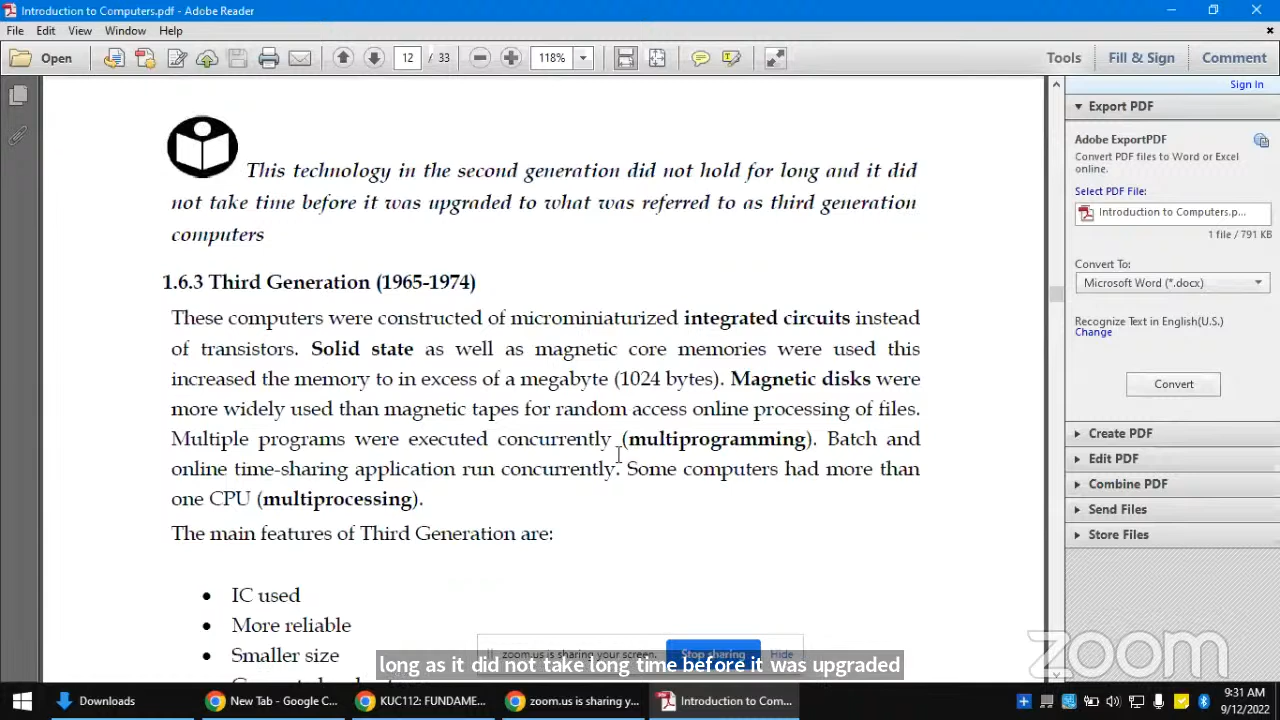 Introduction to Computers.pdf - Adobe Reader
File Edit View Window Help
Open 12 / 33 118% Tools Fill & Sign Comment
Sign In
This technology in the second generation did not hold for long and it did
not take time before it was upgraded to what was referred to as third generation
computers
1.6.3 Third Generation (1965-1974)
These computers were constructed of microminiaturized integrated circuits instead
of transistors. Solid state as well as magnetic core memories were used this
increased the memory to in excess of a megabyte (1024 bytes). Magnetic disks were
more widely used than magnetic tapes for random access online processing of files.
Multiple programs were executed concurrently (multiprogramming). Batch and
online time-sharing application run concurrently. Some computers had more than
one CPU (multiprocessing).
The main features of Third Generation are:
• IC used
• More reliable
• Smaller size
Export PDF
Adobe ExportPDF
Convert PDF files to Word or Excel
online.
Select PDF File:
Introduction to Computers.p...
1 file / 791 KB
Convert To:
Microsoft Word (*.docx)
Recognize Text in English(U.S.)
Change
Convert
Create PDF
Edit PDF
Combine PDF
Send Files
Store Files
zoom.us is sharing your screen. Stop sharing Hide
long as it did not take long time before it was upgraded
zoom
Downloads New Tab - Google C... KUC112: FUNDAME... zoom.us is sharing y... Introduction to Com...
9:31 AM
9/12/2022